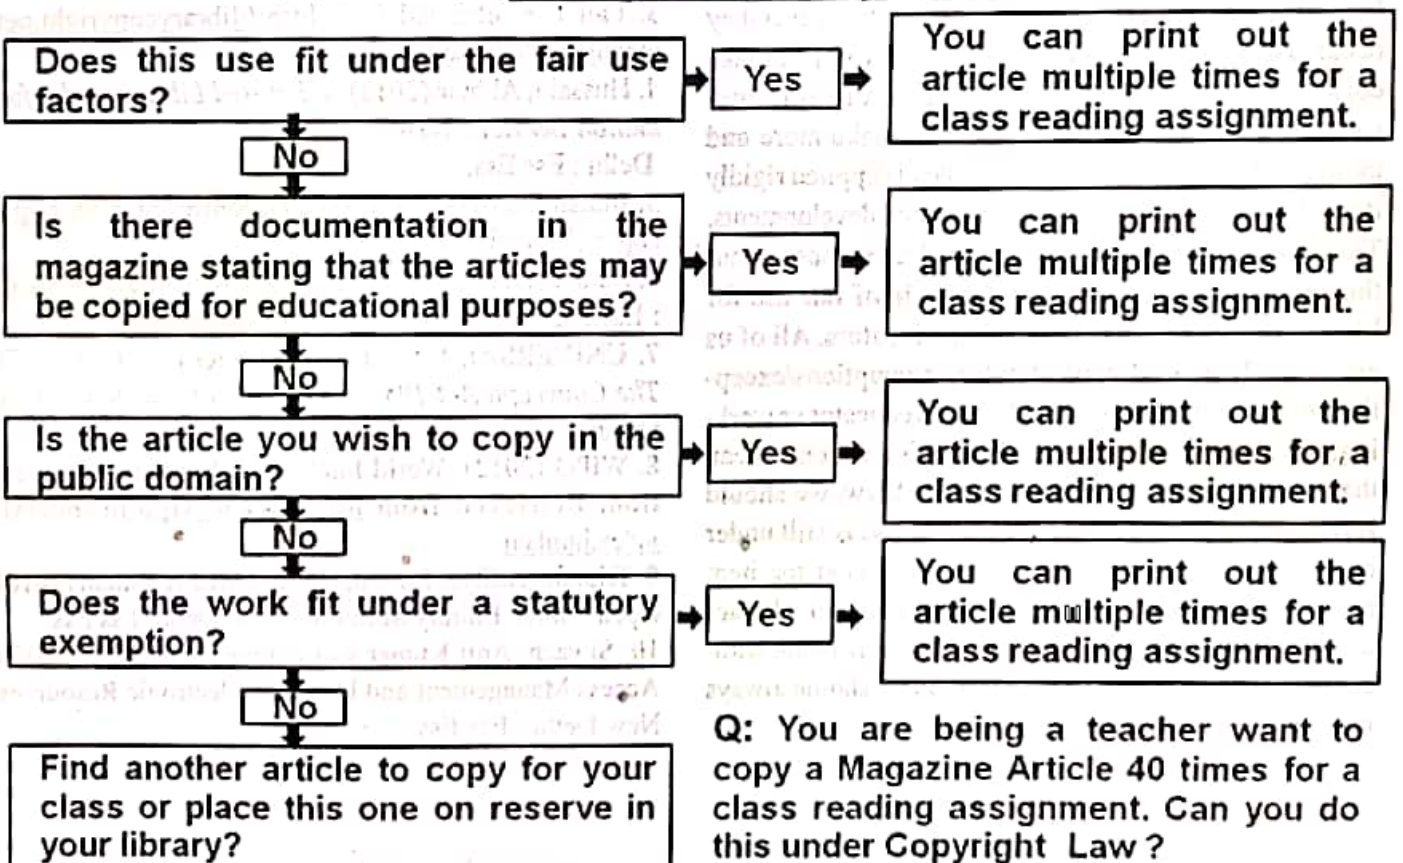 Does this use fit under the fair use
factors?
Yes
You can print out the
article multiple times for a
class reading assignment.
No
Is there documentation in the
magazine stating that the articles may
be copied for educational purposes?
Yes
You can print out the
article multiple times for a
class reading assignment.
No
Is the article you wish to copy in the
public domain?
Yes
You can print out the
article multiple times for a
class reading assignment.
No
Does the work fit under a statutory
exemption?
Yes
You can print out the
article multiple times for a
class reading assignment.
No
Find another article to copy for your
class or place this one on reserve in
your library?
Q: You are being a teacher want to
copy a Magazine Article 40 times for a
class reading assignment. Can you do
this under Copyright Law ?